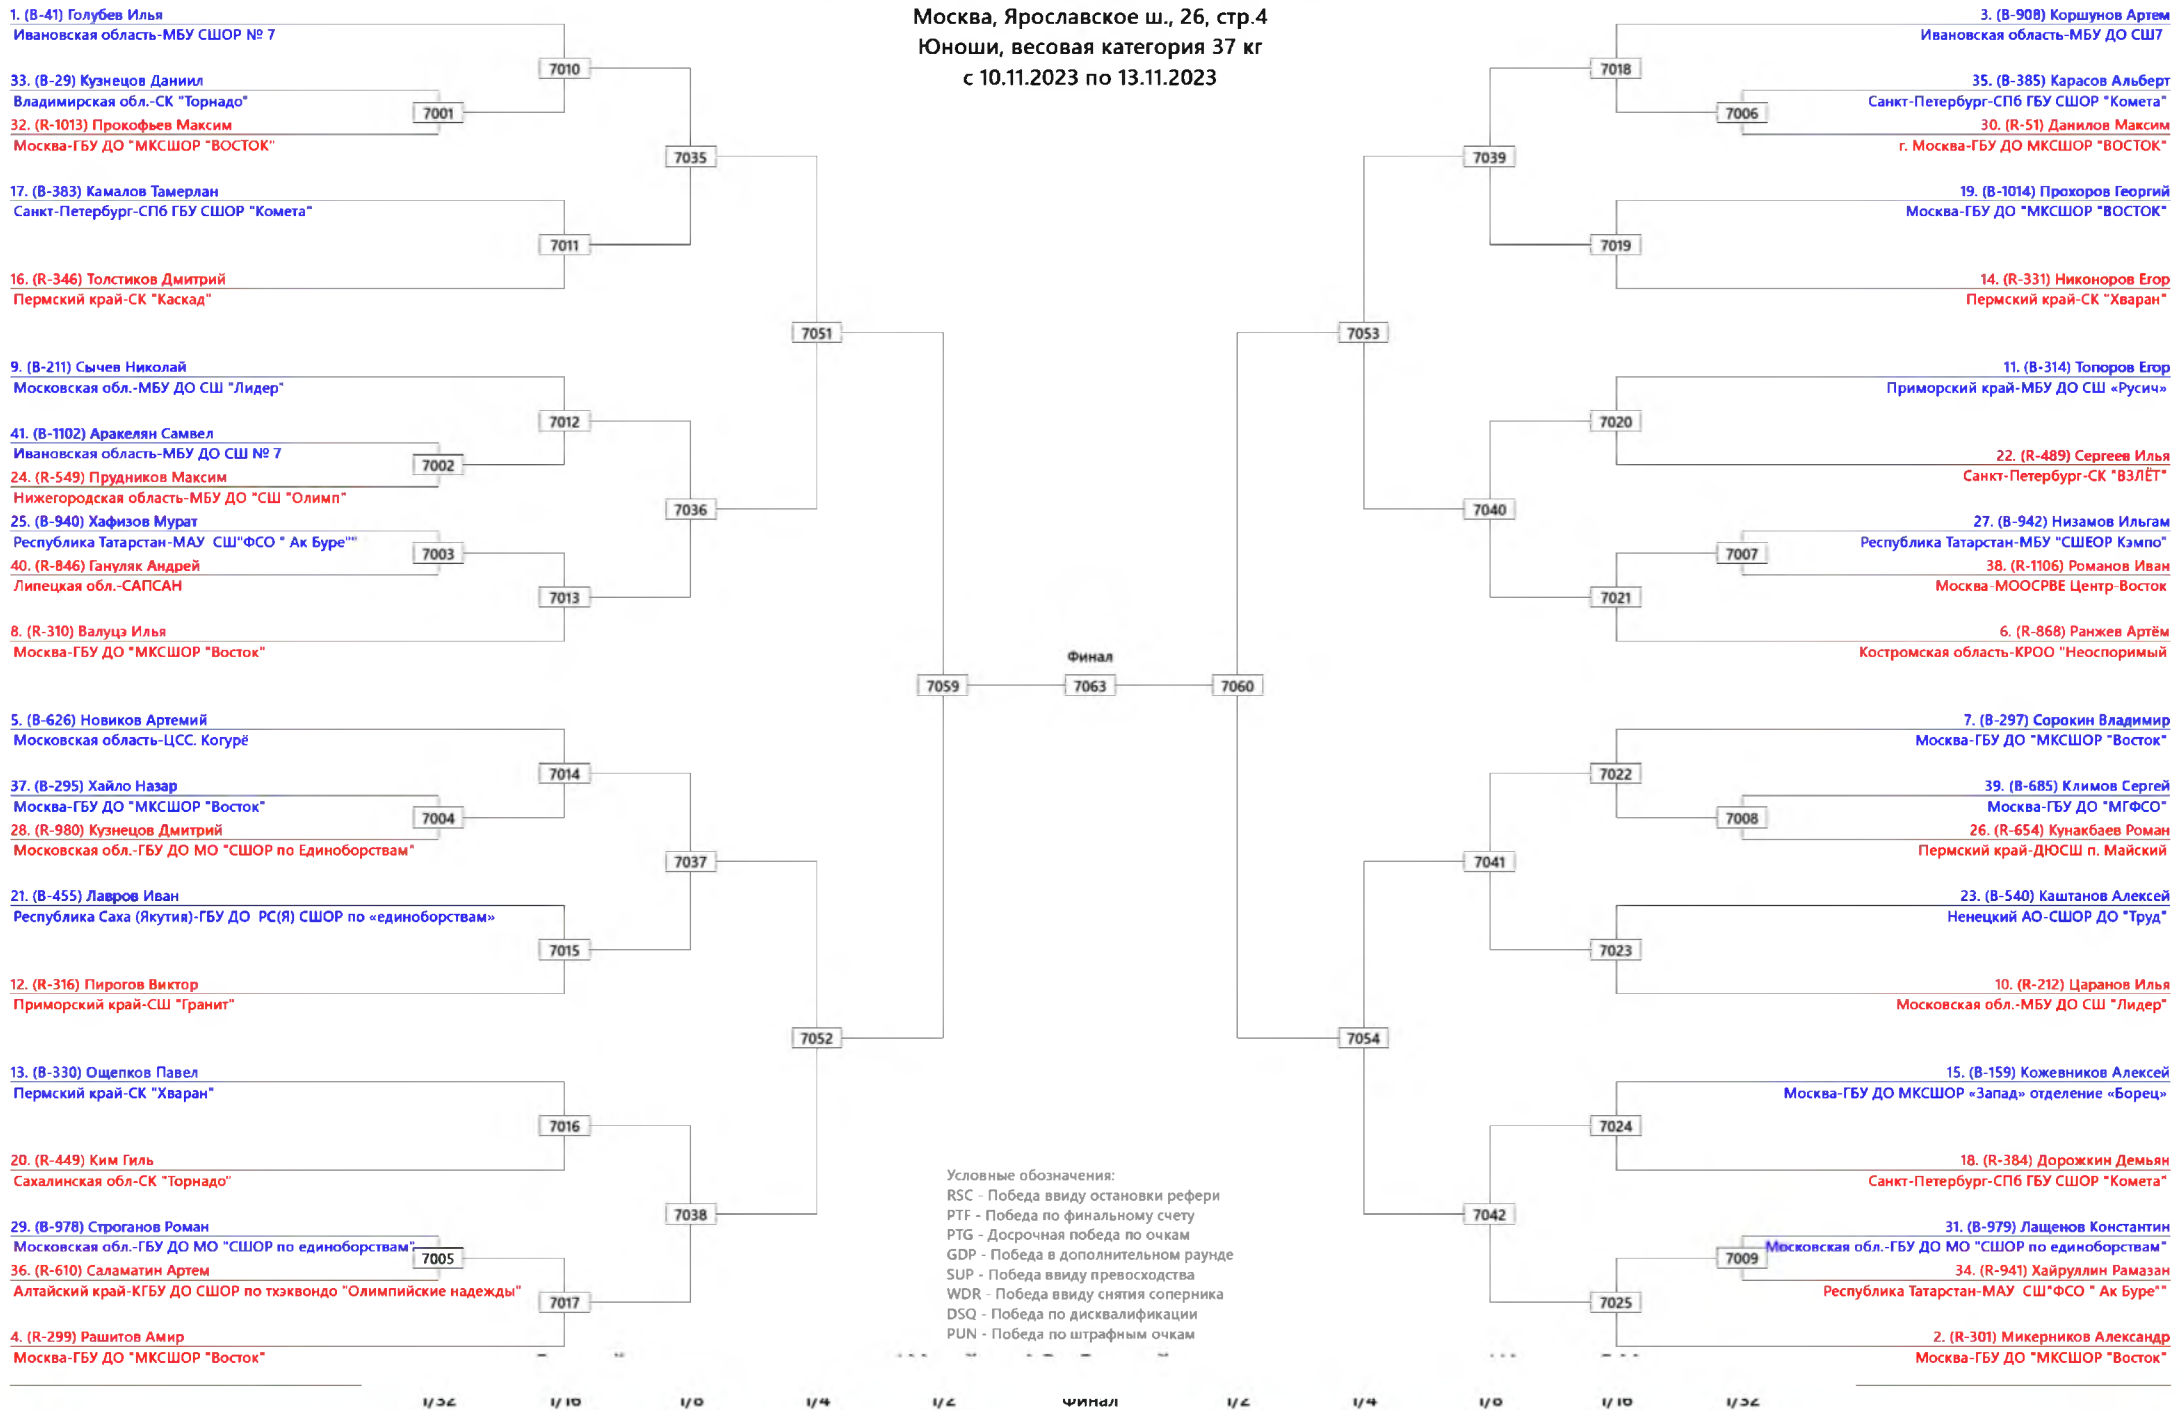 Москва, Ярославское ш., 26, стр.4
Юноши, весовая категория 37 кг
с 10.11.2023 по 13.11.2023
1. (B-41) Голубев Илья
Ивановская область-МБУ СШОР № 7
7010
33. (B-29) Кузнецов Даниил
Владимирская обл.-СК "Торнадо"
7001
32. (R-1013) Прокофьев Максим
Москва-ГБУ ДО "МКСШОР "ВОСТОК"
7035
17. (B-383) Камалов Тамерлан
Санкт-Петербург-СПб ГБУ СШОР "Комета"
7011
16. (R-346) Толстиков Дмитрий
Пермский край-СК "Каскад"
7051
9. (B-211) Сычев Николай
Московская обл.-МБУ ДО СШ "Лидер"
7012
41. (B-1102) Аракелян Самвел
Ивановская область-МБУ ДО СШ № 7
7002
24. (R-549) Прудников Максим
Нижегородская область-МБУ ДО "СШ "Олимп"
7036
25. (B-940) Хафизов Мурат
Республика Татарстан-МАУ СШ"ФСО " Ак Буре""
7003
40. (R-846) Гануляк Андрей
Липецкая обл.-САПСАН
7013
8. (R-310) Валуцэ Илья
Москва-ГБУ ДО "МКСШОР "Восток"
7059
5. (B-626) Новиков Артемий
Московская область-ЦСС. Когурё
7014
37. (B-295) Хайло Назар
Москва-ГБУ ДО "МКСШОР "Восток"
7004
28. (R-980) Кузнецов Дмитрий
Московская обл.-ГБУ ДО МО "СШОР по Единоборствам"
7037
21. (B-455) Лавров Иван
Республика Саха (Якутия)-ГБУ ДО РС(Я) СШОР по «единоборствам»
7015
12. (R-316) Пирогов Виктор
Приморский край-СШ "Гранит"
7052
13. (B-330) Ощепков Павел
Пермский край-СК "Хваран"
7016
20. (R-449) Ким Гиль
Сахалинская обл-СК "Торнадо"
7038
29. (B-978) Строганов Роман
Московская обл.-ГБУ ДО МО "СШОР по единоборствам"
7005
36. (R-610) Саламатин Артем
Алтайский край-КГБУ ДО СШОР по тхэквондо "Олимпийские надежды"
7017
4. (R-299) Рашитов Амир
Москва-ГБУ ДО "МКСШОР "Восток"
Финал
7063
3. (B-908) Коршунов Артем
Ивановская область-МБУ ДО СШ7
7018
35. (B-385) Карасов Альберт
Санкт-Петербург-СПб ГБУ СШОР "Комета"
7006
30. (R-51) Данилов Максим
г. Москва-ГБУ ДО МКСШОР "ВОСТОК"
7039
19. (B-1014) Прохоров Георгий
Москва-ГБУ ДО "МКСШОР "ВОСТОК"
7019
14. (R-331) Никоноров Егор
Пермский край-СК "Хваран"
7053
11. (B-314) Топоров Егор
Приморский край-МБУ ДО СШ «Русич»
7020
22. (R-489) Сергеев Илья
Санкт-Петербург-СК "ВЗЛЁТ"
7040
27. (B-942) Низамов Ильгам
Республика Татарстан-МБУ "СШЕОР Кэмпо"
7007
38. (R-1106) Романов Иван
Москва-МООСРВЕ Центр-Восток
7021
6. (R-868) Ранжев Артём
Костромская область-КРОО "Неоспоримый
7060
7. (B-297) Сорокин Владимир
Москва-ГБУ ДО "МКСШОР "Восток"
7022
39. (B-685) Климов Сергей
Москва-ГБУ ДО "МГФСО"
7008
26. (R-654) Кунакбаев Роман
Пермский край-ДЮСШ п. Майский
7041
23. (B-540) Каштанов Алексей
Ненецкий АО-СШОР ДО "Труд"
7023
10. (R-212) Царанов Илья
Московская обл.-МБУ ДО СШ "Лидер"
7054
15. (B-159) Кожевников Алексей
Москва-ГБУ ДО МКСШОР «Запад» отделение «Борец»
7024
18. (R-384) Дорожкин Демьян
Санкт-Петербург-СПб ГБУ СШОР "Комета"
7042
31. (B-979) Лащенов Константин
Московская обл.-ГБУ ДО МО "СШОР по единоборствам"
7009
34. (R-941) Хайруллин Рамазан
Республика Татарстан-МАУ СШ"ФСО " Ак Буре""
7025
2. (R-301) Микерников Александр
Москва-ГБУ ДО "МКСШОР "Восток"
Условные обозначения:
RSC - Победа ввиду остановки рефери
PTF - Победа по финальному счету
PTG - Досрочная победа по очкам
GDP - Победа в дополнительном раунде
SUP - Победа ввиду превосходства
WDR - Победа ввиду снятия соперника
DSQ - Победа по дисквалификации
PUN - Победа по штрафным очкам
1/32 1/16 1/8 1/4 1/2 Финал 1/2 1/4 1/8 1/16 1/32